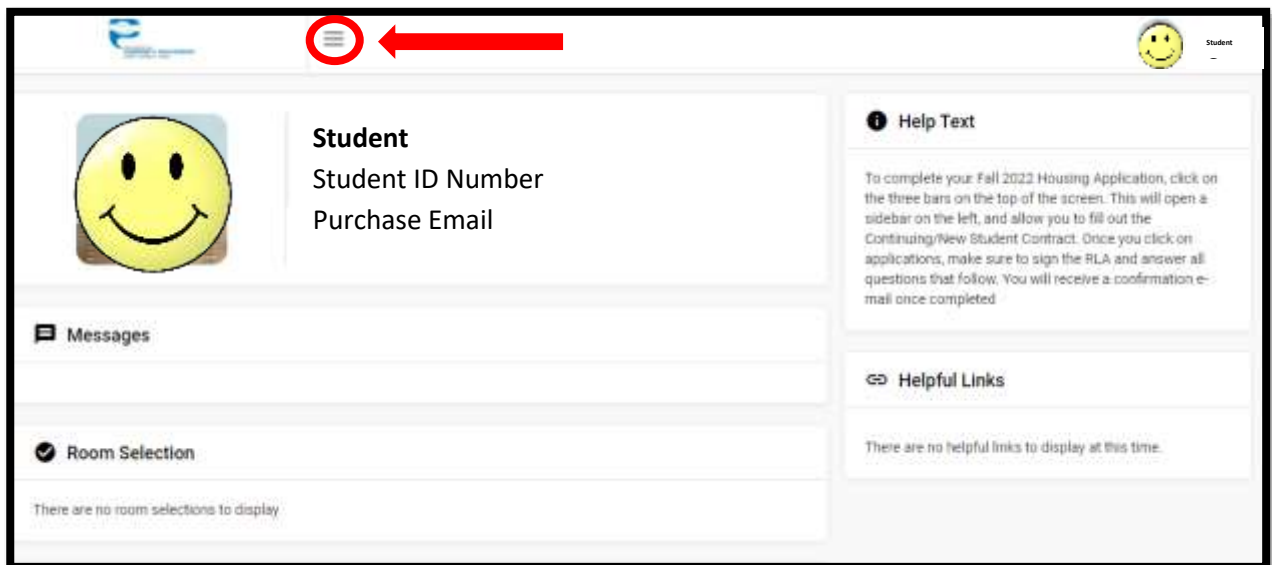 Student
Student
Student ID Number
Purchase Email
Messages
Room Selection
There are no room selections to display
Help Text
To complete your Fall 2022 Housing Application, click on
the three bars on the top of the screen. This will open a
sidebar on the left, and allow you to fill out the
Continuing/New Student Contract. Once you click on
applications, make sure to sign the RLA and answer all
questions that follow. You will receive a confirmation e-
mail once completed
Helpful Links
There are no helpful links to display at this time.